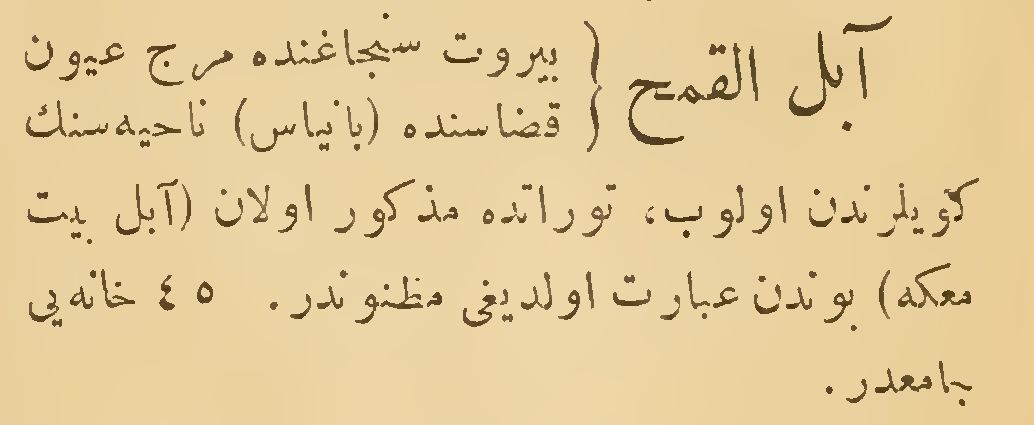 آبل القمح } بيروت سنجاغنده مرج عيون
قضاسنده (بانياس) ناحيه‌سنك
كويلرندن اولوب، توراتده مذكور اولان (آبل بيت
معكه) بوندن عبارت اولديغى مظنوندر. ٤٥ خانه‌يى
جامعدر.